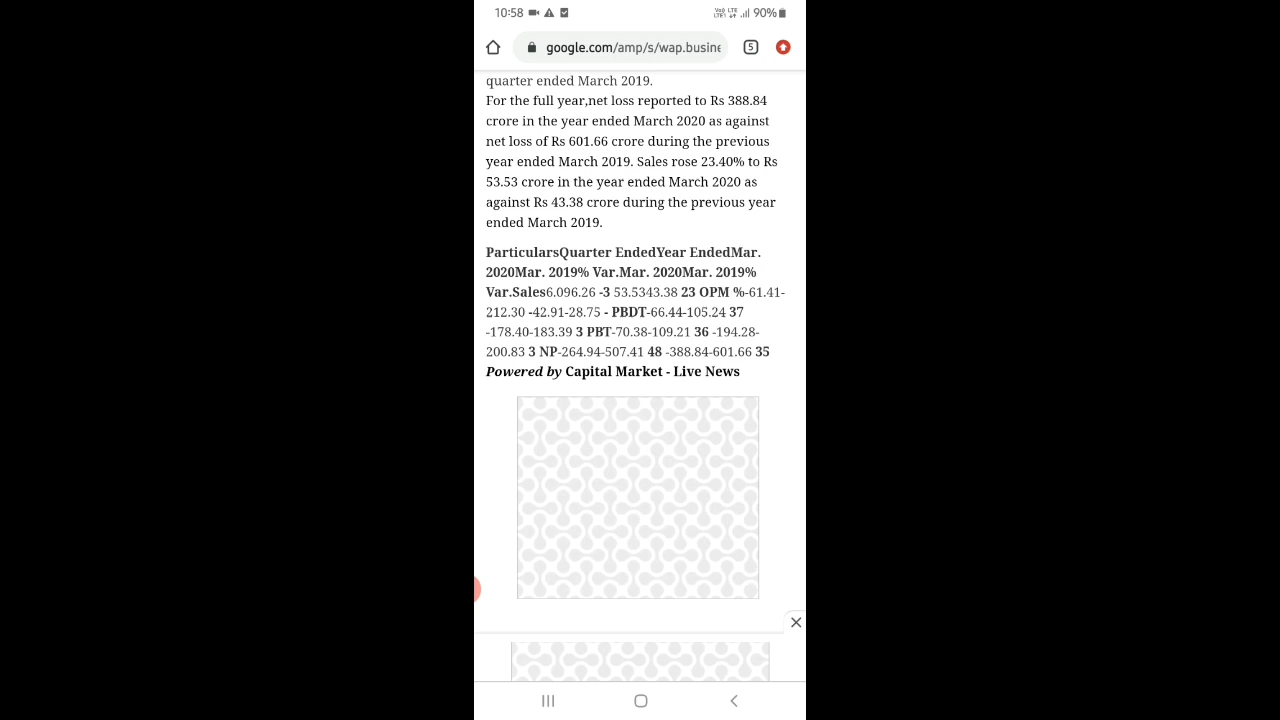 10:58
Vo) LTE
LTE1
90%
google.com/amp/s/wap.busine
5
quarter ended March 2019.
For the full year,net loss reported to Rs 388.84
crore in the year ended March 2020 as against
net loss of Rs 601.66 crore during the previous
year ended March 2019. Sales rose 23.40% to Rs
53.53 crore in the year ended March 2020 as
against Rs 43.38 crore during the previous year
ended March 2019.
ParticularsQuarter EndedYear EndedMar.
2020Mar. 2019% Var.Mar. 2020Mar. 2019%
Var.Sales6.096.26 -3 53.5343.38 23 OPM %-61.41-
212.30 -42.91-28.75 - PBDT-66.44-105.24 37
-178.40-183.39 3 PBT-70.38-109.21 36 -194.28-
200.83 3 NP-264.94-507.41 48 -388.84-601.66 35
Powered by Capital Market - Live News